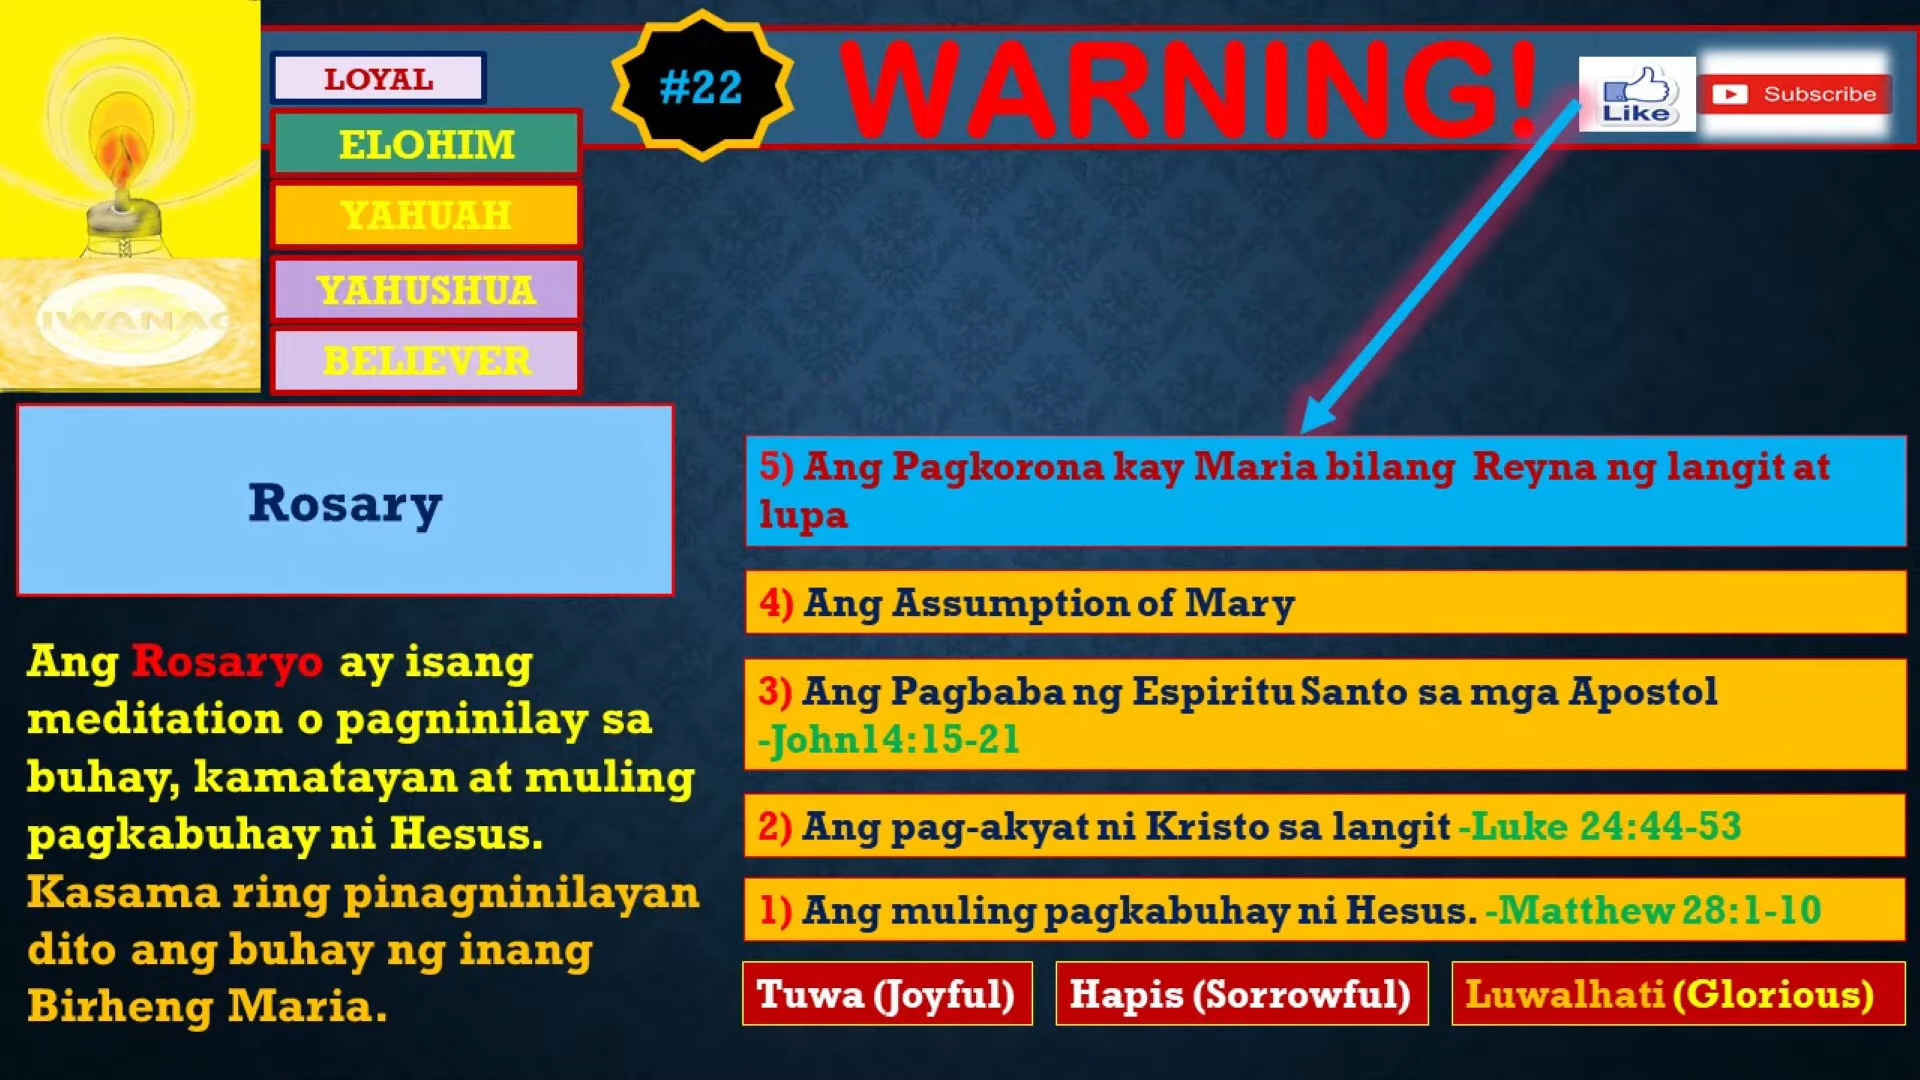 LOYAL
ELOHIM
YAHUAH
YAHUSHUA
BELIEVER
#22
WARNING!
Like
Subscribe
IWANAG
Rosary
Ang Rosaryo ay isang
meditation o pagninilay sa
buhay, kamatayan at muling
pagkabuhay ni Hesus.
Kasama ring pinagninilayan
dito ang buhay ng inang
Birheng Maria.
5) Ang Pagkorona kay Maria bilang Reyna ng langit at
lupa
4) Ang Assumption of Mary
3) Ang Pagbaba ng Espiritu Santo sa mga Apostol
-John14:15-21
2) Ang pag-akyat ni Kristo sa langit -Luke 24:44-53
1) Ang muling pagkabuhay ni Hesus. -Matthew 28:1-10
Tuwa (Joyful)
Hapis (Sorrowful)
Luwalhati (Glorious)